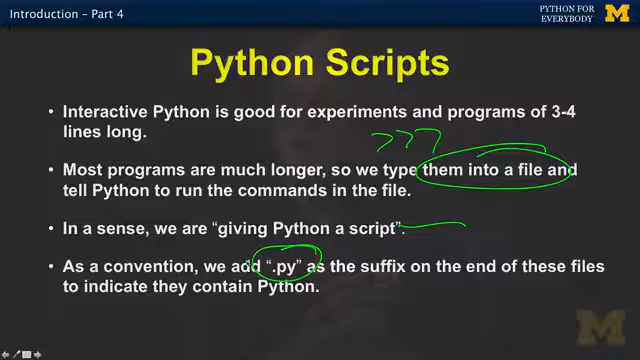 Introduction – Part 4
PYTHON FOR
EVERYBODY
M
Python Scripts
• Interactive Python is good for experiments and programs of 3-4
lines long.
>>>
• Most programs are much longer, so we type them into a file and
tell Python to run the commands in the file.
• In a sense, we are “giving Python a script”.
• As a convention, we add “.py” as the suffix on the end of these files
to indicate they contain Python.
M